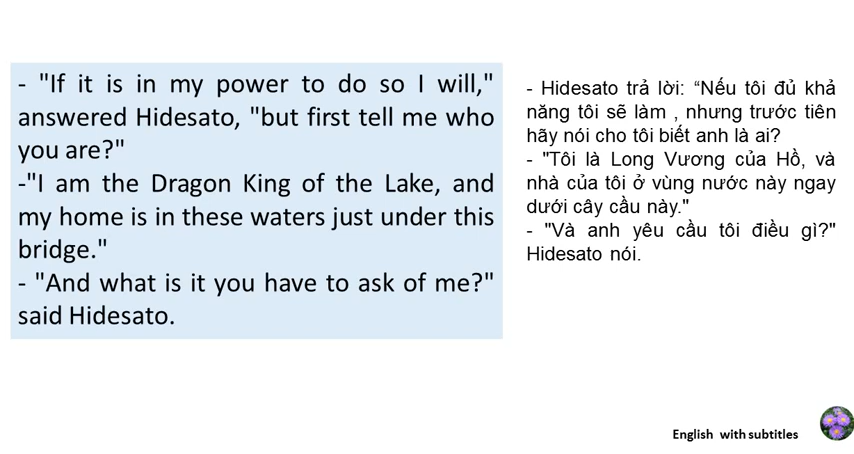 - "If it is in my power to do so I will,"
answered Hidesato, "but first tell me who
you are?"
-"I am the Dragon King of the Lake, and
my home is in these waters just under this
bridge."
- "And what is it you have to ask of me?"
said Hidesato.
- Hidesato trả lời: “Nếu tôi đủ khả
năng tôi sẽ làm , nhưng trước tiên
hãy nói cho tôi biết anh là ai?
- "Tôi là Long Vương của Hồ, và
nhà của tôi ở vùng nước này ngay
dưới cây cầu này."
- "Và anh yêu cầu tôi điều gì?"
Hidesato nói.
English with subtitles